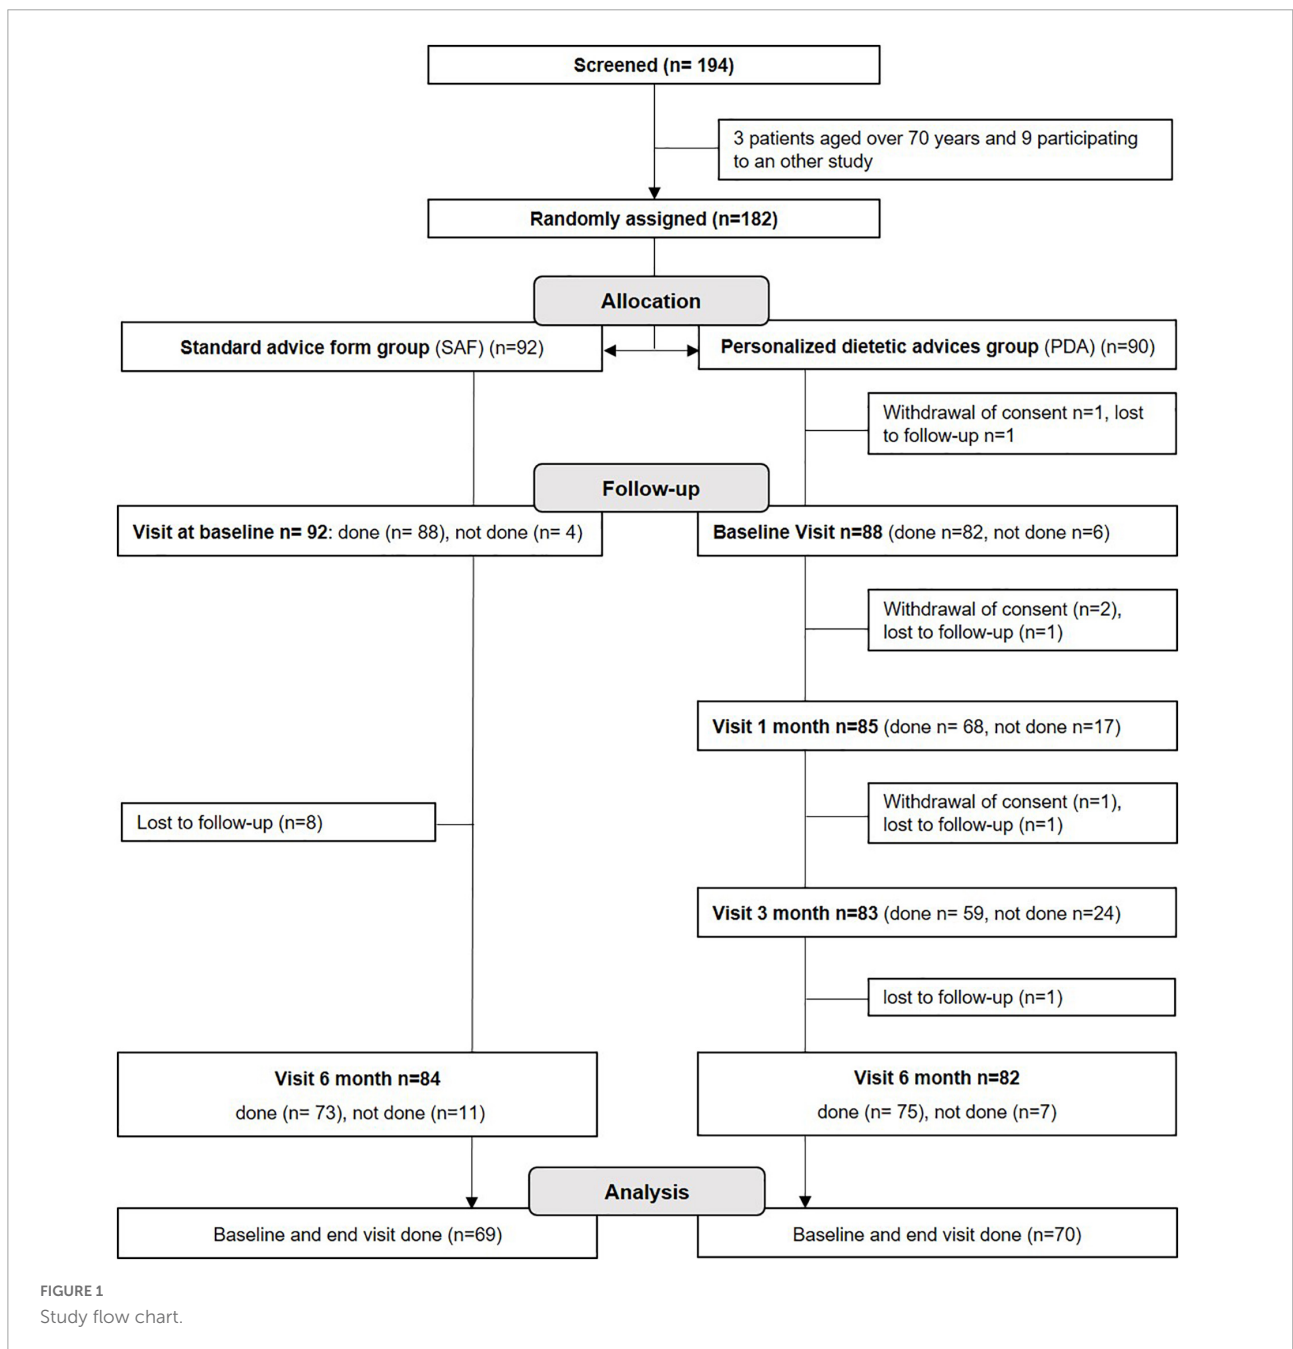 Screened (n= 194)
3 patients aged over 70 years and 9 participating
to an other study
Randomly assigned (n=182)
Allocation
Standard advice form group (SAF) (n=92)
Personalized dietetic advices group (PDA) (n=90)
Withdrawal of consent n=1, lost
to follow-up n=1
Follow-up
Visit at baseline n= 92: done (n= 88), not done (n= 4)
Baseline Visit n=88 (done n=82, not done n=6)
Withdrawal of consent (n=2),
lost to follow-up (n=1)
Visit 1 month n=85 (done n= 68, not done n=17)
Lost to follow-up (n=8)
Withdrawal of consent (n=1),
lost to follow-up (n=1)
Visit 3 month n=83 (done n= 59, not done n=24)
lost to follow-up (n=1)
Visit 6 month n=84
done (n= 73), not done (n=11)
Visit 6 month n=82
done (n= 75), not done (n=7)
Analysis
Baseline and end visit done (n=69)
Baseline and end visit done (n=70)
FIGURE 1
Study flow chart.